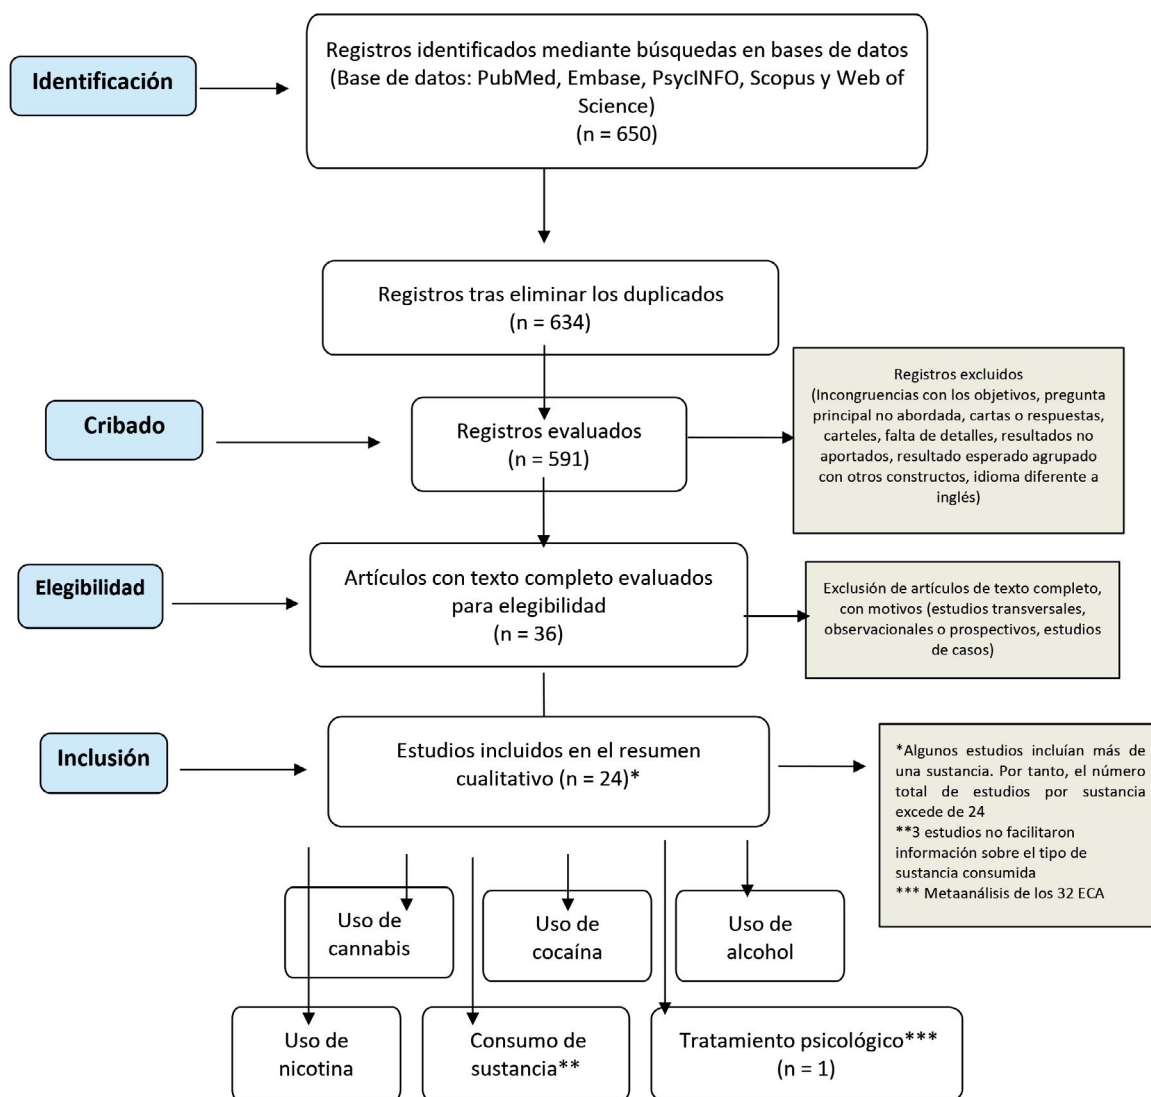 Identificación
Registros identificados mediante búsquedas en bases de datos
(Base de datos: PubMed, Embase, PsycINFO, Scopus y Web of
Science)
(n = 650)
Registros tras eliminar los duplicados
(n = 634)
Cribado
Registros evaluados
(n = 591)
Registros excluidos
(Incongruencias con los objetivos, pregunta
principal no abordada, cartas o respuestas,
carteles, falta de detalles, resultados no
aportados, resultado esperado agrupado
con otros constructos, idioma diferente a
inglés)
Elegibilidad
Artículos con texto completo evaluados
para elegibilidad
(n = 36)
Exclusión de artículos de texto completo,
con motivos (estudios transversales,
observacionales o prospectivos, estudios
de casos)
Inclusión
Estudios incluidos en el resumen
cualitativo (n = 24)*
*Algunos estudios incluían más de
una sustancia. Por tanto, el número
total de estudios por sustancia
excede de 24
**3 estudios no facilitaron
información sobre el tipo de
sustancia consumida
*** Metaanálisis de los 32 ECA
Uso de
cannabis
Uso de
cocaína
Uso de
alcohol
Uso de
nicotina
Consumo de
sustancia**
Tratamiento psicológico***
(n = 1)